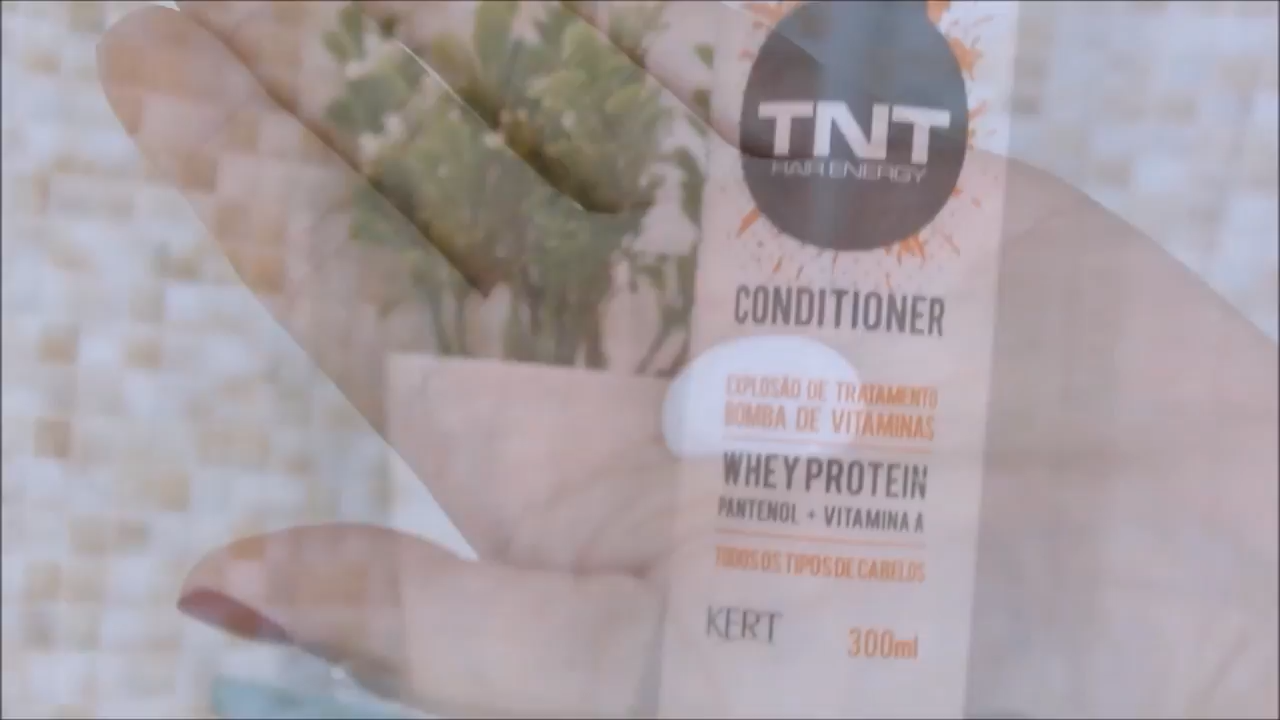 TNT
HAIR ENERGY
CONDITIONER
EXPLOSÃO DE TRATAMENTO
BOMBA DE VITAMINAS
WHEY PROTEIN
PANTENOL + VITAMINA A
TODOS OS TIPOS DE CABELOS
KERT
300ml